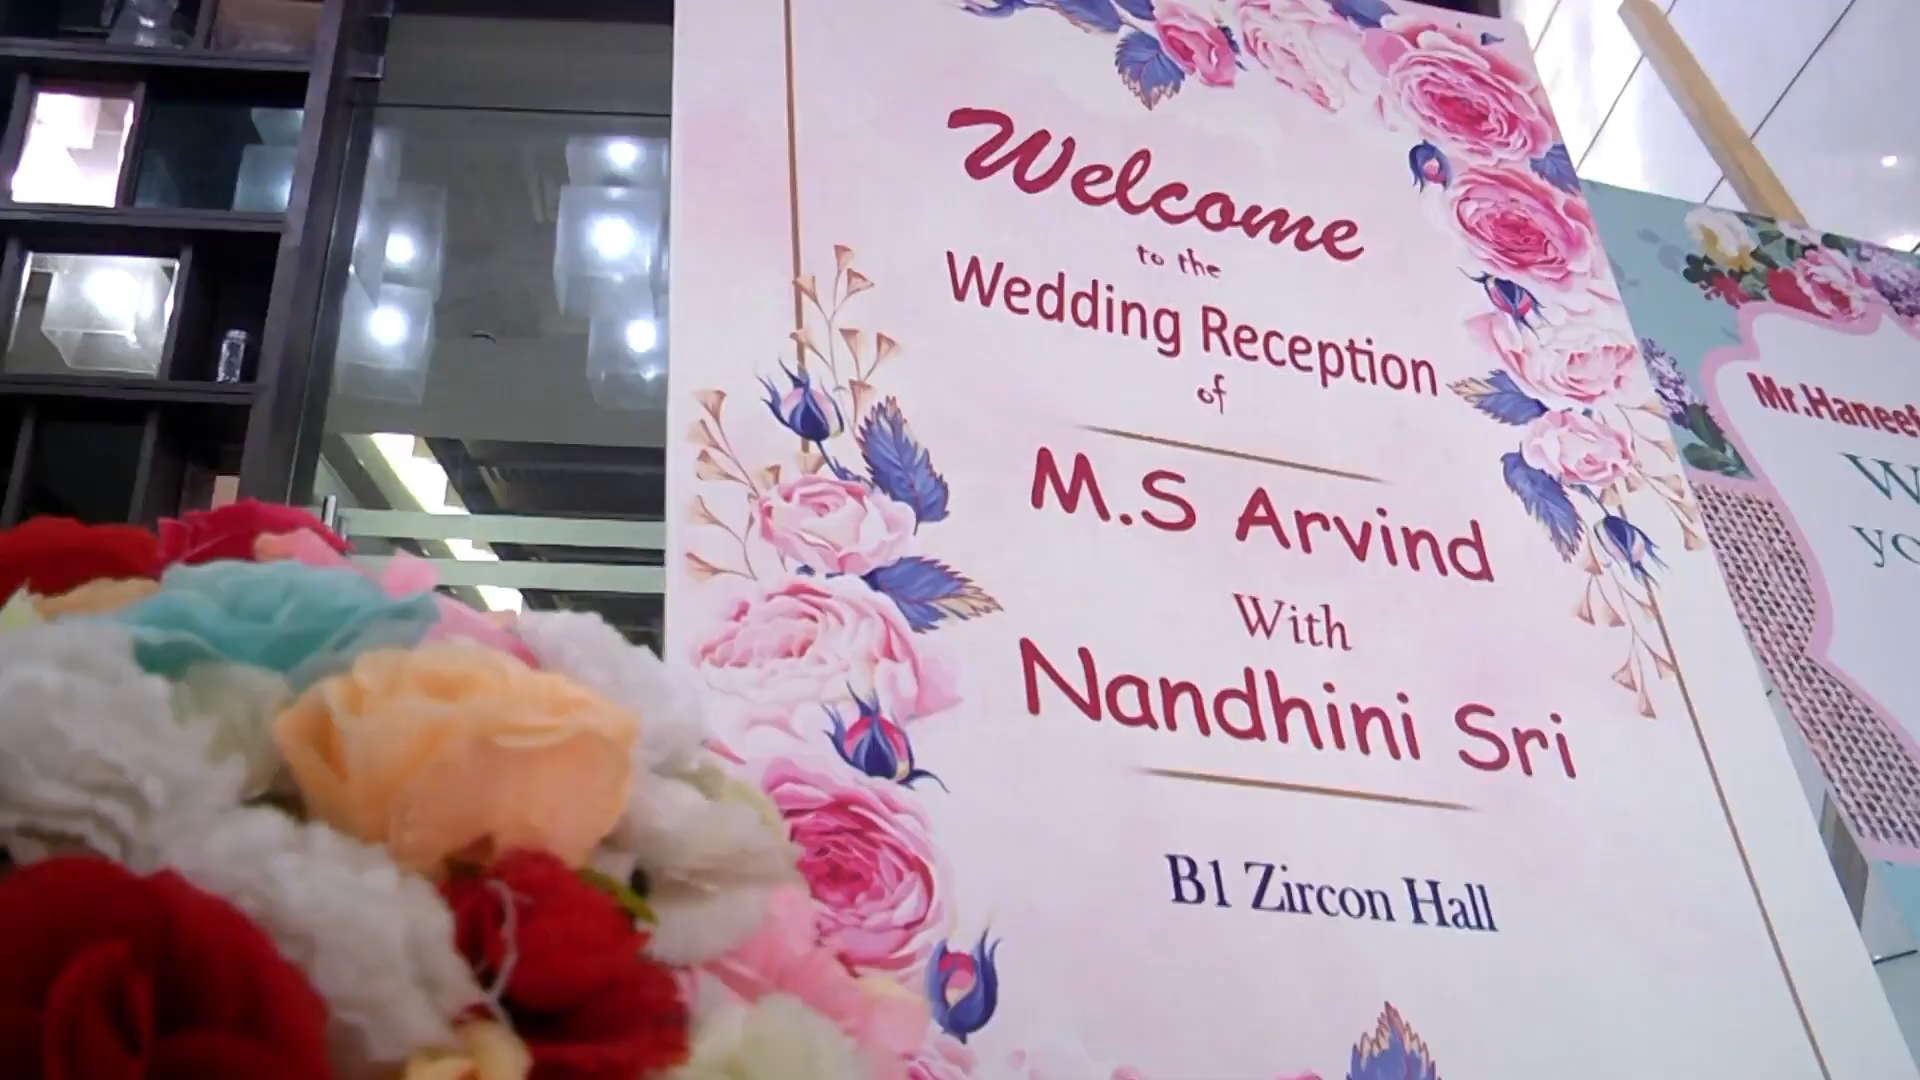 Welcome
to the
Wedding Reception
of
M.S Arvind
With
Nandhini Sri
B1 Zircon Hall